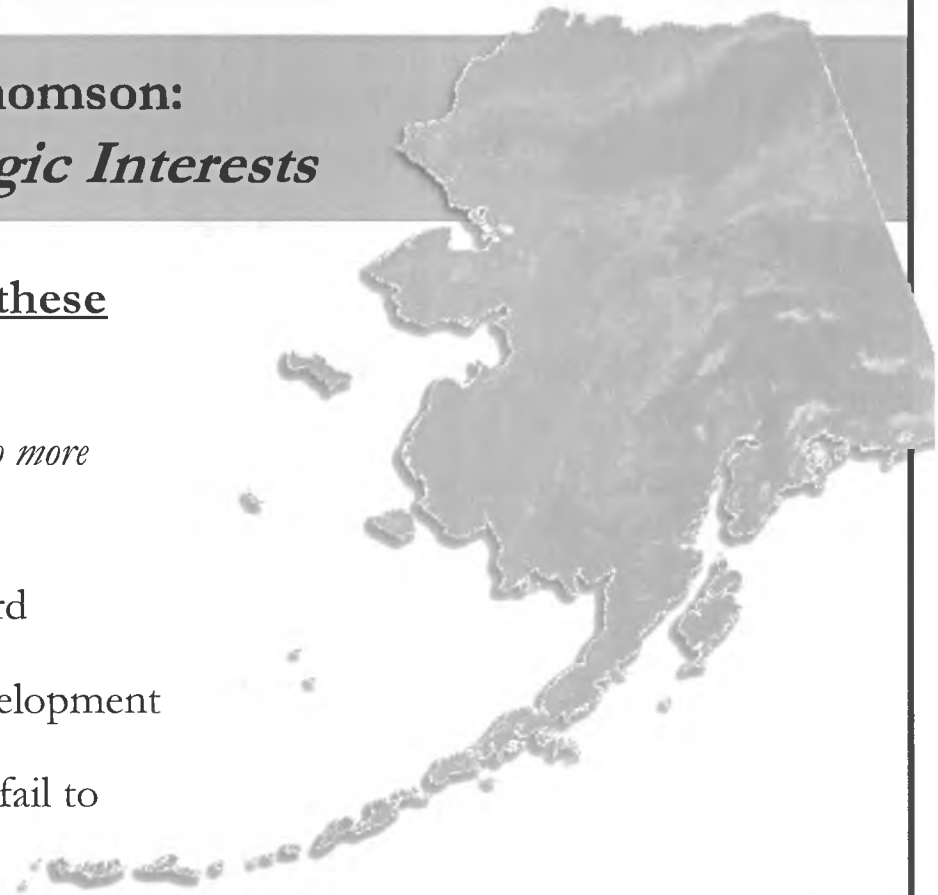 homson:
gic Interests
these
more
rd
elopment
fail to